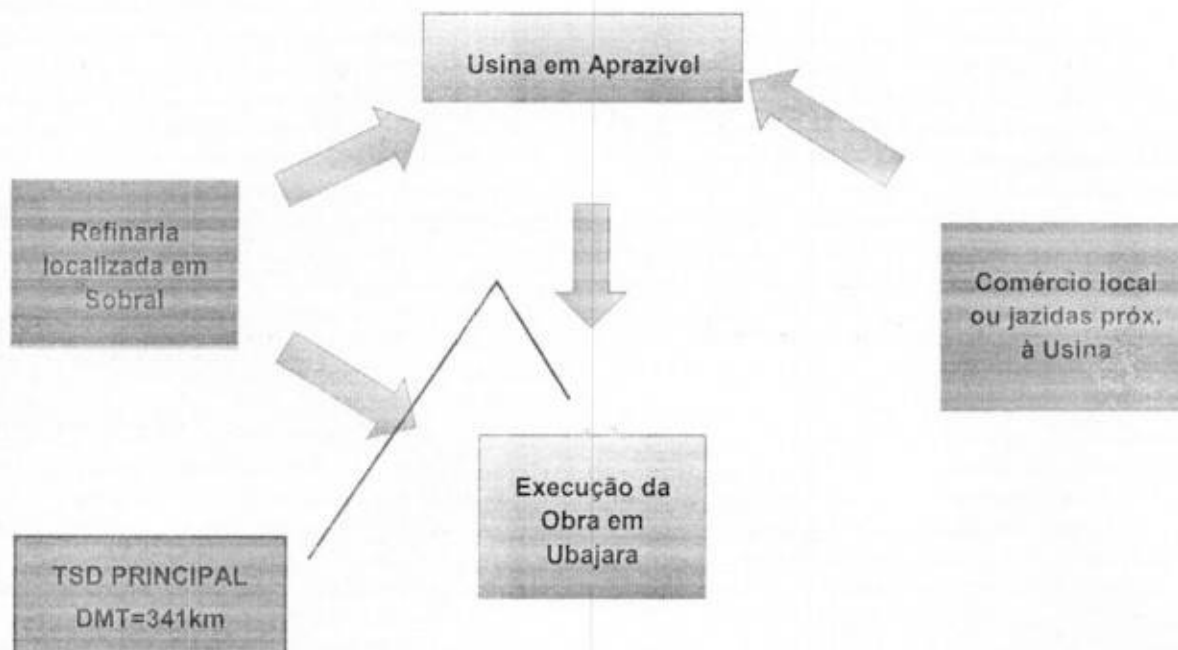 Usina em Aprazivel
Refinaria
localizada em
Sobral
Comércio local
ou jazidas próx.
à Usina
Execução da
Obra em
Ubajara
TSD PRINCIPAL
DMT=341km